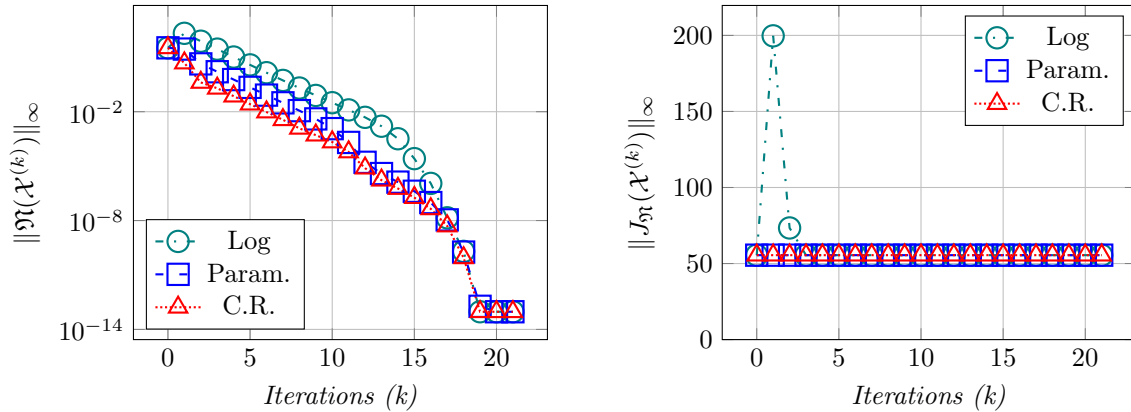 10^{-2}
10^{-8}
10^{-14}
‖𝔑(𝒳^{(k)})‖_∞
Log
Param.
C.R.
0 5 10 15 20
Iterations (k)
200
150
100
50
0
‖J_𝔑(𝒳^{(k)})‖_∞
Log
Param.
C.R.
0 5 10 15 20
Iterations (k)